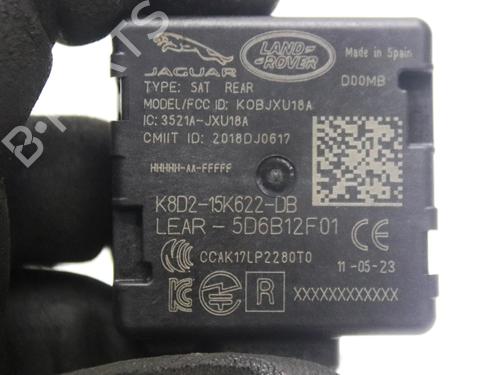 JAGUAR
LAND ROVER
Made in Spain
D00MB
TYPE: SAT REAR
MODEL/FCC ID: KOBJXU18A
IC: 3521A-JXU18A
CMIIT ID: 2018DJ0617
HHHHH-AA-FFFFF
K8D2-15K622-DB
LEAR - 5D6B12F01
CE
CCAK17LP2280T0
11-05-23
R
XXXXXXXXXXXX